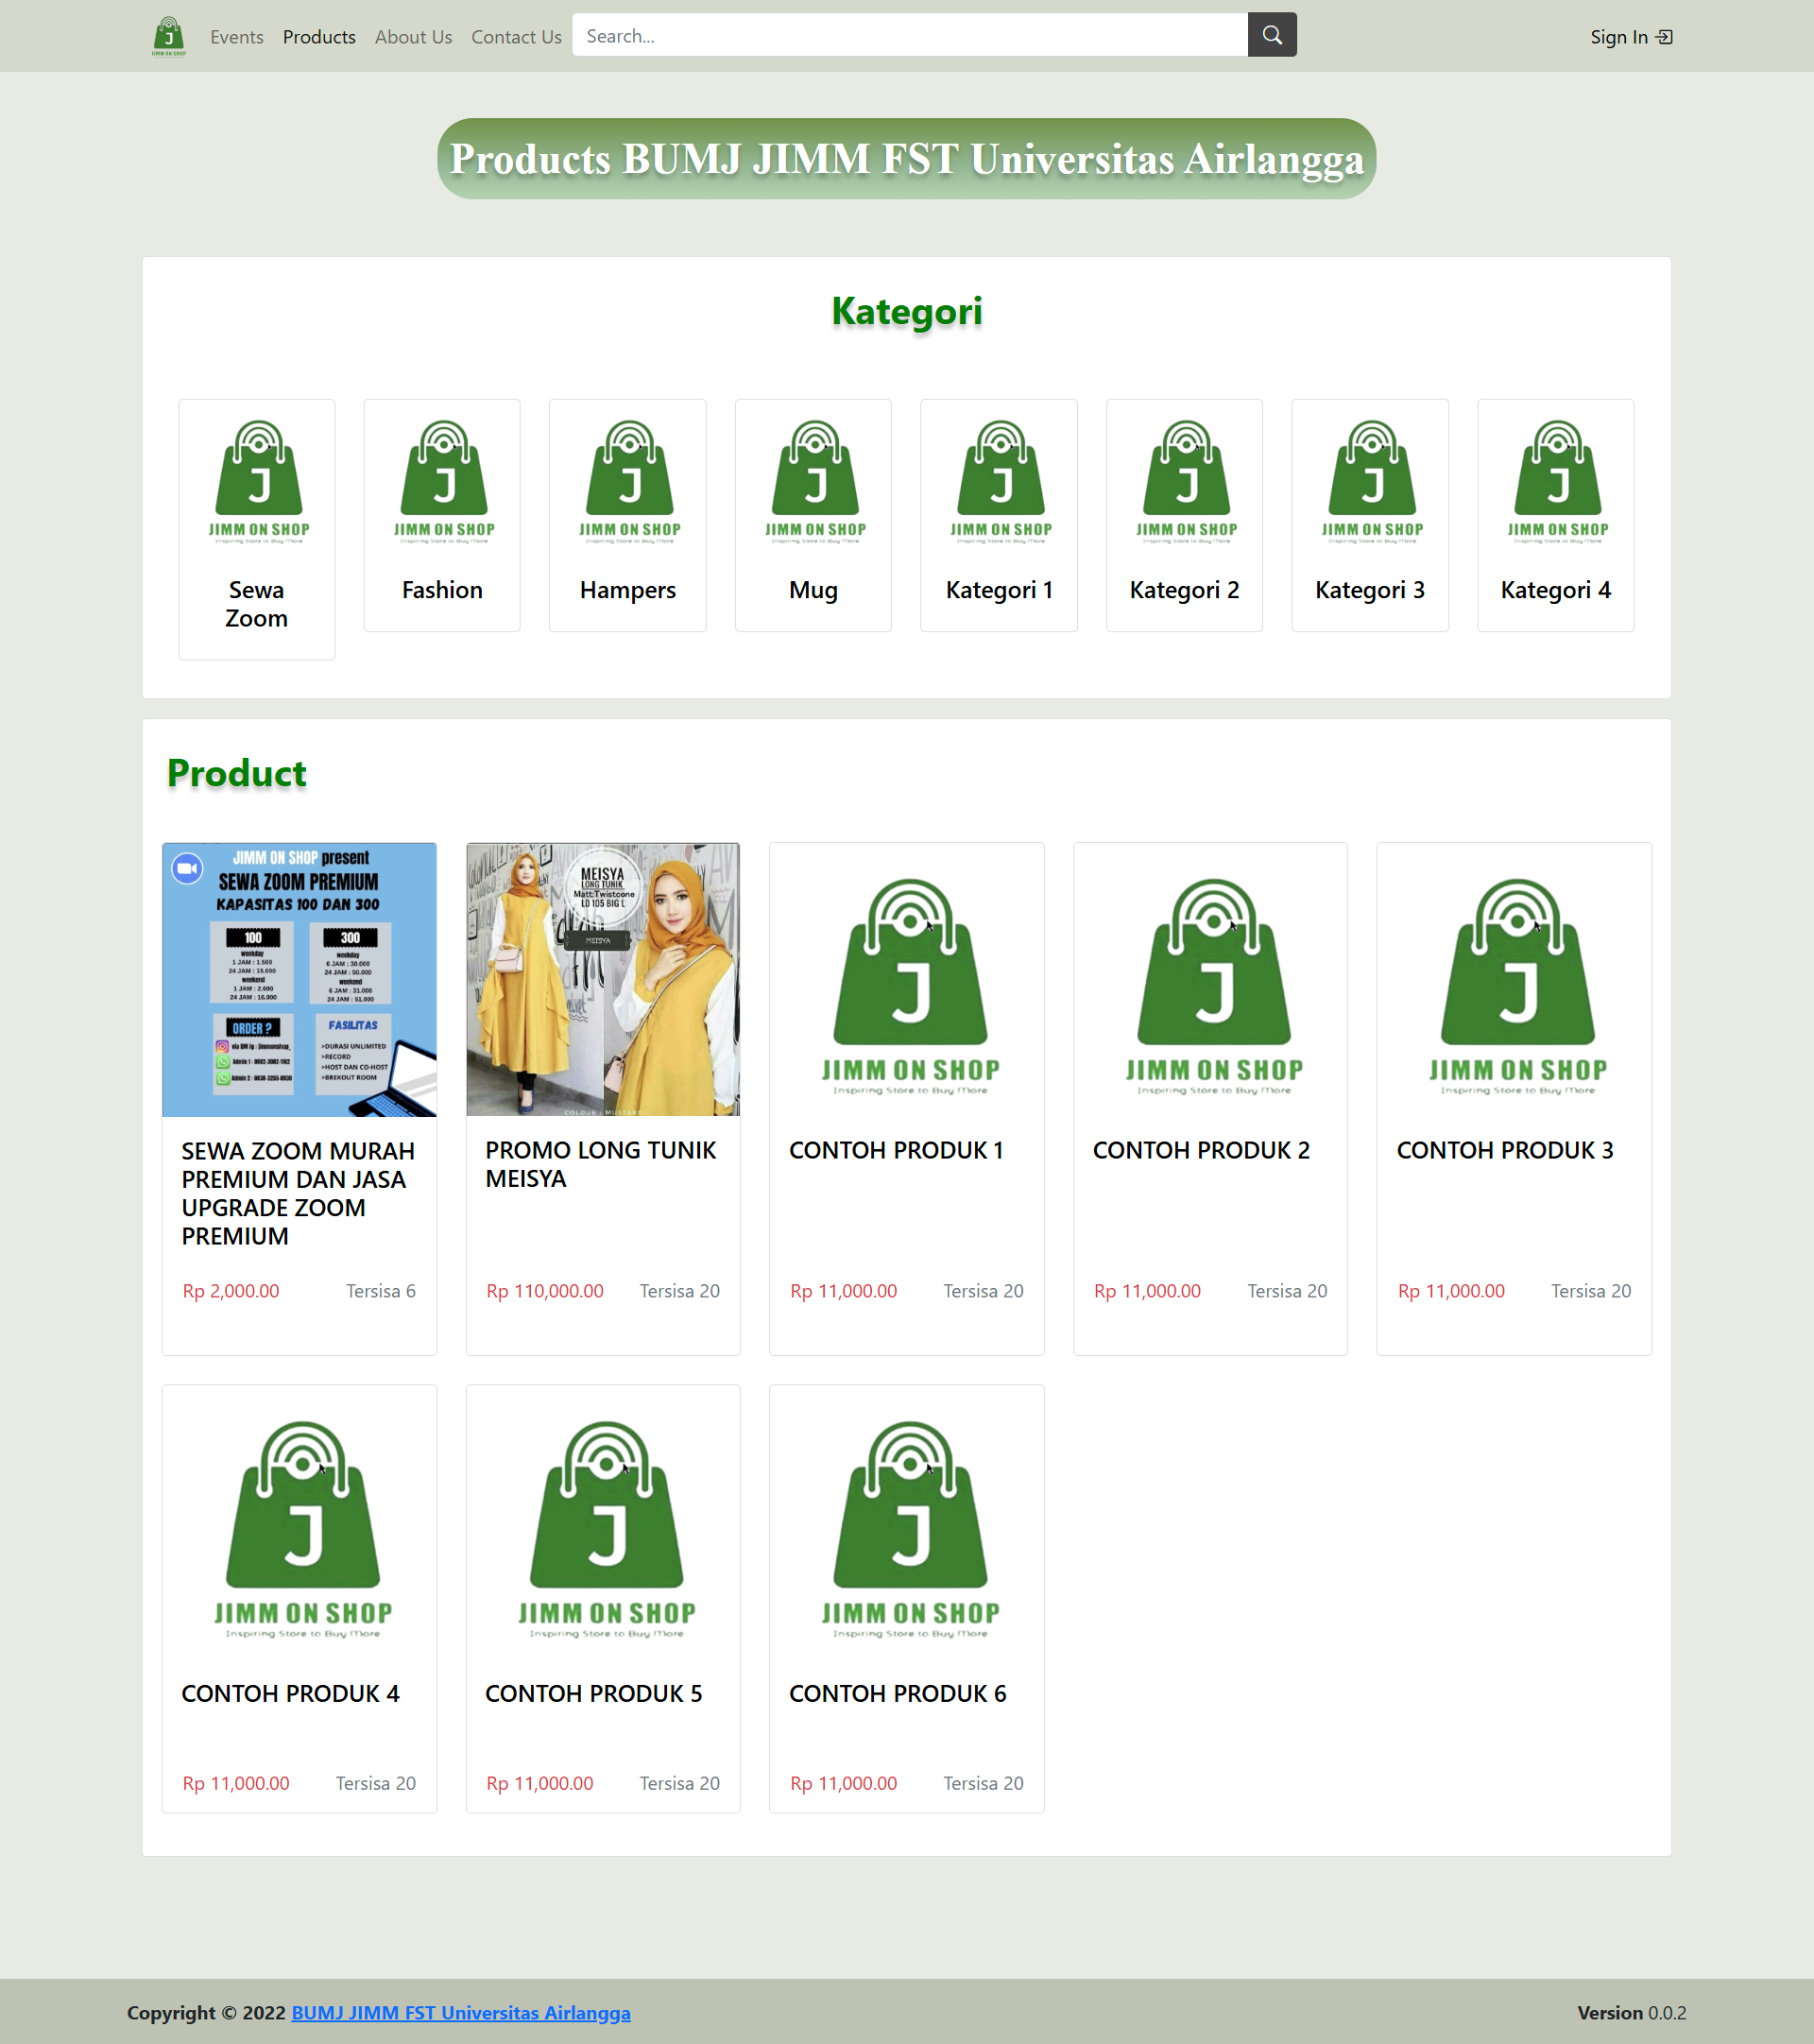 Events Products About Us Contact Us Search... Sign In
Products BUMJ JIMM FST Universitas Airlangga
Kategori
JIMM ON SHOP
Inspiring Store to Buy More
Sewa
Zoom
JIMM ON SHOP
Inspiring Store to Buy More
Fashion
JIMM ON SHOP
Inspiring Store to Buy More
Hampers
JIMM ON SHOP
Inspiring Store to Buy More
Mug
JIMM ON SHOP
Inspiring Store to Buy More
Kategori 1
JIMM ON SHOP
Inspiring Store to Buy More
Kategori 2
JIMM ON SHOP
Inspiring Store to Buy More
Kategori 3
JIMM ON SHOP
Inspiring Store to Buy More
Kategori 4
Product
JIMM ON SHOP present
SEWA ZOOM PREMIUM
KAPASITAS 100 DAN 300
100
weekday
1 JAM : 1.500
24 JAM : 15.000
weekend
1 JAM : 2.000
24 JAM : 16.000
300
weekday
6 JAM : 30.000
24 JAM : 50.000
weekend
6 JAM : 31.000
24 JAM : 51.000
ORDER ?
via DM ig : jimmonshop_
Admin 1 :
Admin 2 :
FASILITAS
>DURASI UNLIMITED
>RECORD
>HOST DAN CO-HOST
>BREKOUT ROOM
SEWA ZOOM MURAH
PREMIUM DAN JASA
UPGRADE ZOOM
PREMIUM
Rp 2,000.00 Tersisa 6
MEISYA
LONG TUNIK
Matt:Twistcone
LD 105 BIG L
MEISYA
COLOUR : MUSTARD
PROMO LONG TUNIK
MEISYA
Rp 110,000.00 Tersisa 20
J
JIMM ON SHOP
Inspiring Store to Buy More
CONTOH PRODUK 1
Rp 11,000.00 Tersisa 20
J
JIMM ON SHOP
Inspiring Store to Buy More
CONTOH PRODUK 2
Rp 11,000.00 Tersisa 20
J
JIMM ON SHOP
Inspiring Store to Buy More
CONTOH PRODUK 3
Rp 11,000.00 Tersisa 20
J
JIMM ON SHOP
Inspiring Store to Buy More
CONTOH PRODUK 4
Rp 11,000.00 Tersisa 20
J
JIMM ON SHOP
Inspiring Store to Buy More
CONTOH PRODUK 5
Rp 11,000.00 Tersisa 20
J
JIMM ON SHOP
Inspiring Store to Buy More
CONTOH PRODUK 6
Rp 11,000.00 Tersisa 20
Copyright © 2022 BUMJ JIMM FST Universitas Airlangga Version 0.0.2